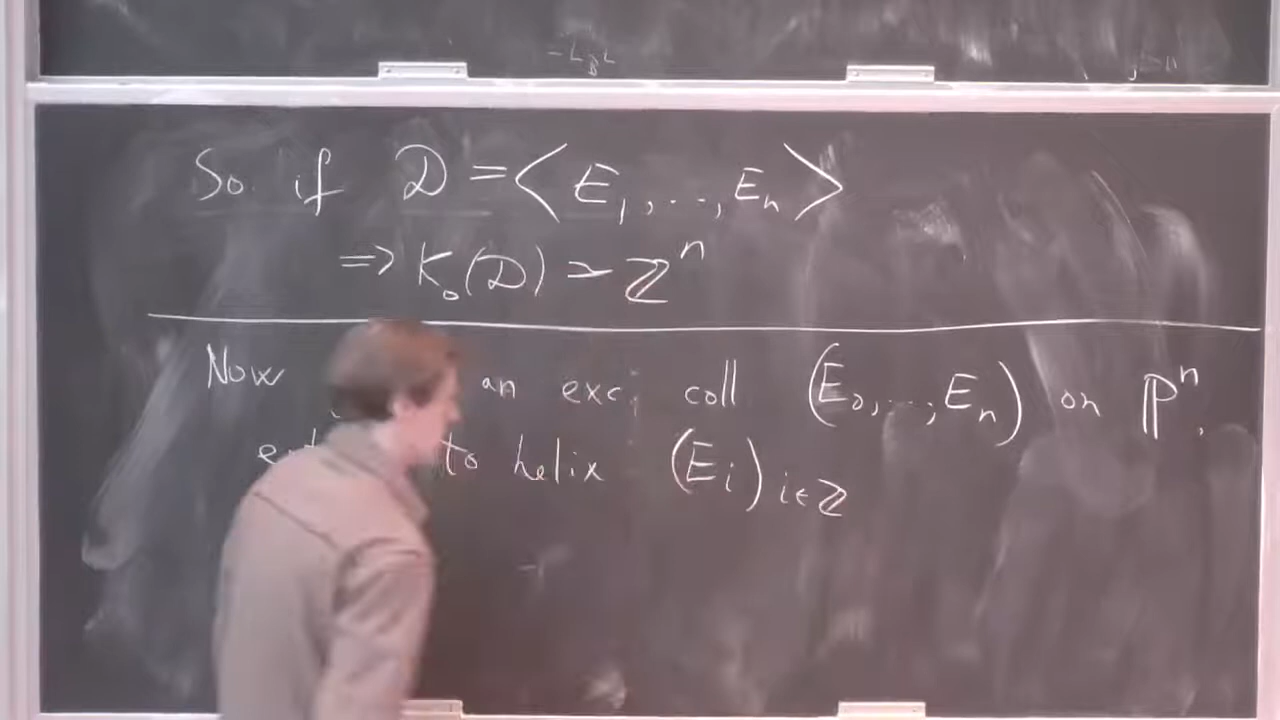 So if 𝒟 = < E₁, ..., Eₙ >
⇒ K₀(𝒟) ≃ ℤⁿ
Now an exc. coll (E₀, ..., Eₙ) on ℙⁿ.
to helix (Eᵢ)ᵢ∈ℤ